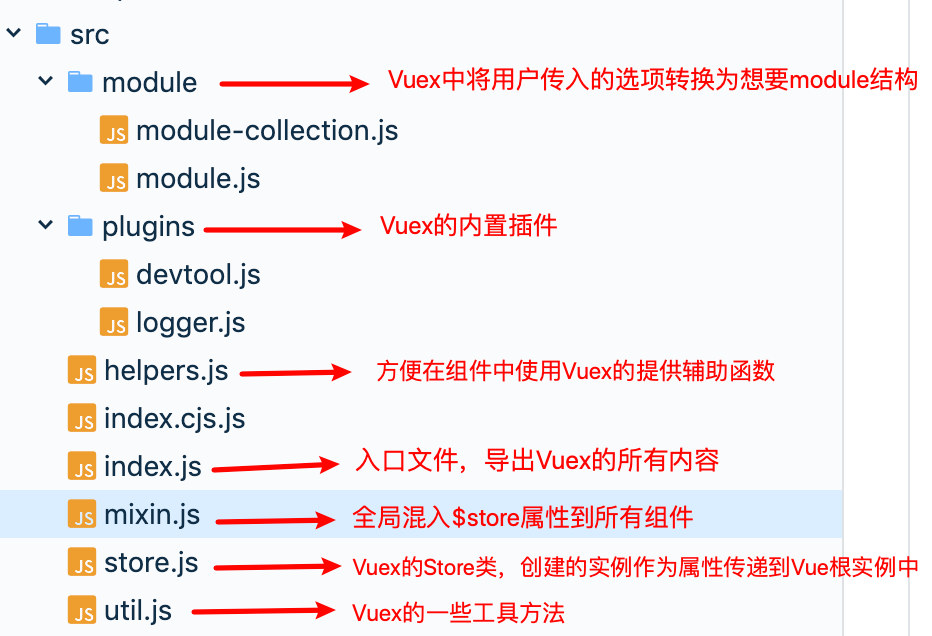 src
module Vuex中将用户传入的选项转换为想要module结构
JS module-collection.js
JS module.js
plugins Vuex的内置插件
JS devtool.js
JS logger.js
JS helpers.js 方便在组件中使用Vuex的提供辅助函数
JS index.cjs.js
JS index.js 入口文件，导出Vuex的所有内容
JS mixin.js 全局混入$store属性到所有组件
JS store.js Vuex的Store类，创建的实例作为属性传递到Vue根实例中
JS util.js Vuex的一些工具方法